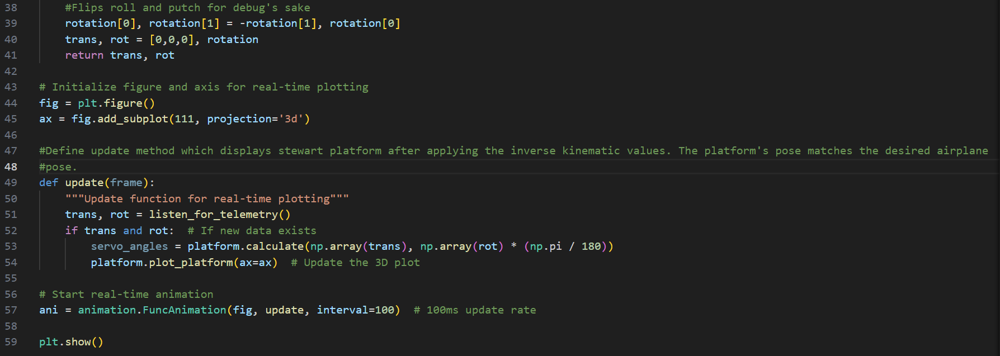 38 #Flips roll and putch for debug's sake
39 rotation[0], rotation[1] = -rotation[1], rotation[0]
40 trans, rot = [0,0,0], rotation
41 return trans, rot
42
43 # Initialize figure and axis for real-time plotting
44 fig = plt.figure()
45 ax = fig.add_subplot(111, projection='3d')
46
47 #Define update method which displays stewart platform after applying the inverse kinematic values. The platform's pose matches the desired airplane
48 #pose.
49 def update(frame):
50 """Update function for real-time plotting"""
51 trans, rot = listen_for_telemetry()
52 if trans and rot:  # If new data exists
53 servo_angles = platform.calculate(np.array(trans), np.array(rot) * (np.pi / 180))
54 platform.plot_platform(ax=ax)  # Update the 3D plot
55
56 # Start real-time animation
57 ani = animation.FuncAnimation(fig, update, interval=100)  # 100ms update rate
58
59 plt.show()